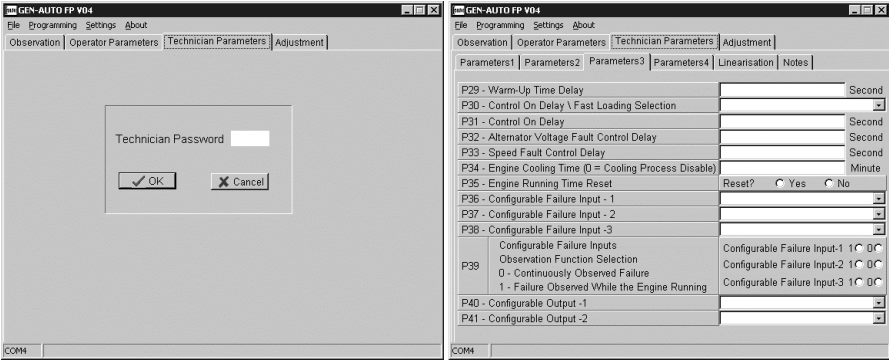 GEN-AUTO FP V04
File Programming Settings About
Observation Operator Parameters Technician Parameters Adjustment
Technician Password
OK Cancel
COM4
GEN-AUTO FP V04
File Programming Settings About
Observation Operator Parameters Technician Parameters Adjustment
Parameters1 Parameters2 Parameters3 Parameters4 Linearisation Notes
P29 - Warm-Up Time Delay Second
P30 - Control On Delay \ Fast Loading Selection
P31 - Control On Delay Second
P32 - Alternator Voltage Fault Control Delay Second
P33 - Speed Fault Control Delay Second
P34 - Engine Cooling Time (0 = Cooling Process Disable) Minute
P35 - Engine Running Time Reset Reset? Yes No
P36 - Configurable Failure Input - 1
P37 - Configurable Failure Input - 2
P38 - Configurable Failure Input -3
P39
Configurable Failure Inputs
Observation Function Selection
0 - Continuously Observed Failure
1 - Failure Observed While the Engine Running
Configurable Failure Input-1 1 0
Configurable Failure Input-2 1 0
Configurable Failure Input-3 1 0
P40 - Configurable Output -1
P41 - Configurable Output -2
COM4